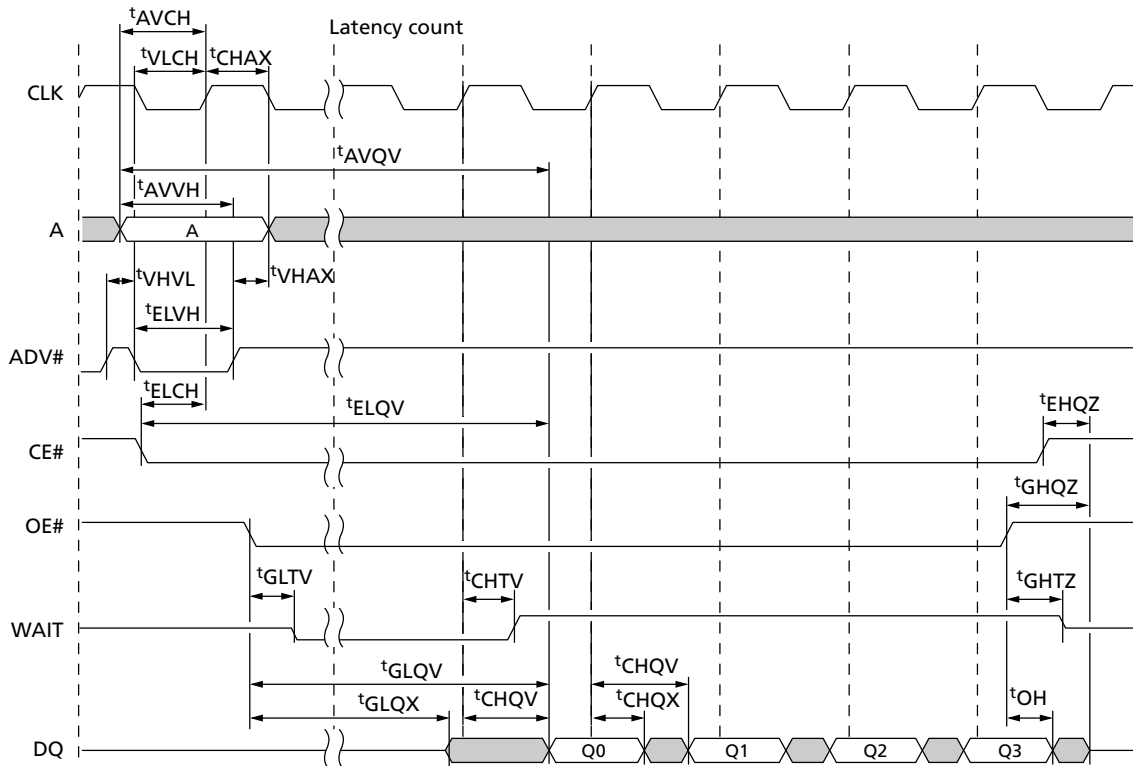 tAVCH
Latency count
tVLCH tCHAX
CLK
tAVQV
tAVVH
A A
tVHVL tVHAX
tELVH
ADV#
tELCH
tELQV tEHQZ
CE#
tGHQZ
OE#
tGLTV tCHTV tGHTZ
WAIT
tGLQV tCHQV
tGLQX tCHQV tCHQX tOH
DQ Q0 Q1 Q2 Q3